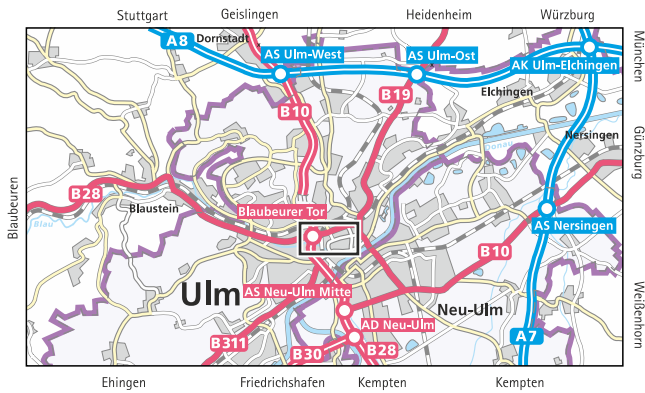 Stuttgart
Geislingen
Heidenheim
Würzburg
A8
Dornstadt
AS Ulm-West
AS Ulm-Ost
AK Ulm-Elchingen
München
B19
Elchingen
B10
Nersingen
Donau
Günzburg
B28
Blaubeuren
Blaustein
Blaubeurer Tor
Blau
AS Nersingen
B10
Ulm
AS Neu-Ulm Mitte
Neu-Ulm
AD Neu-Ulm
Weißenhorn
B311
B30
B28
A7
Ehingen
Friedrichshafen
Kempten
Kempten